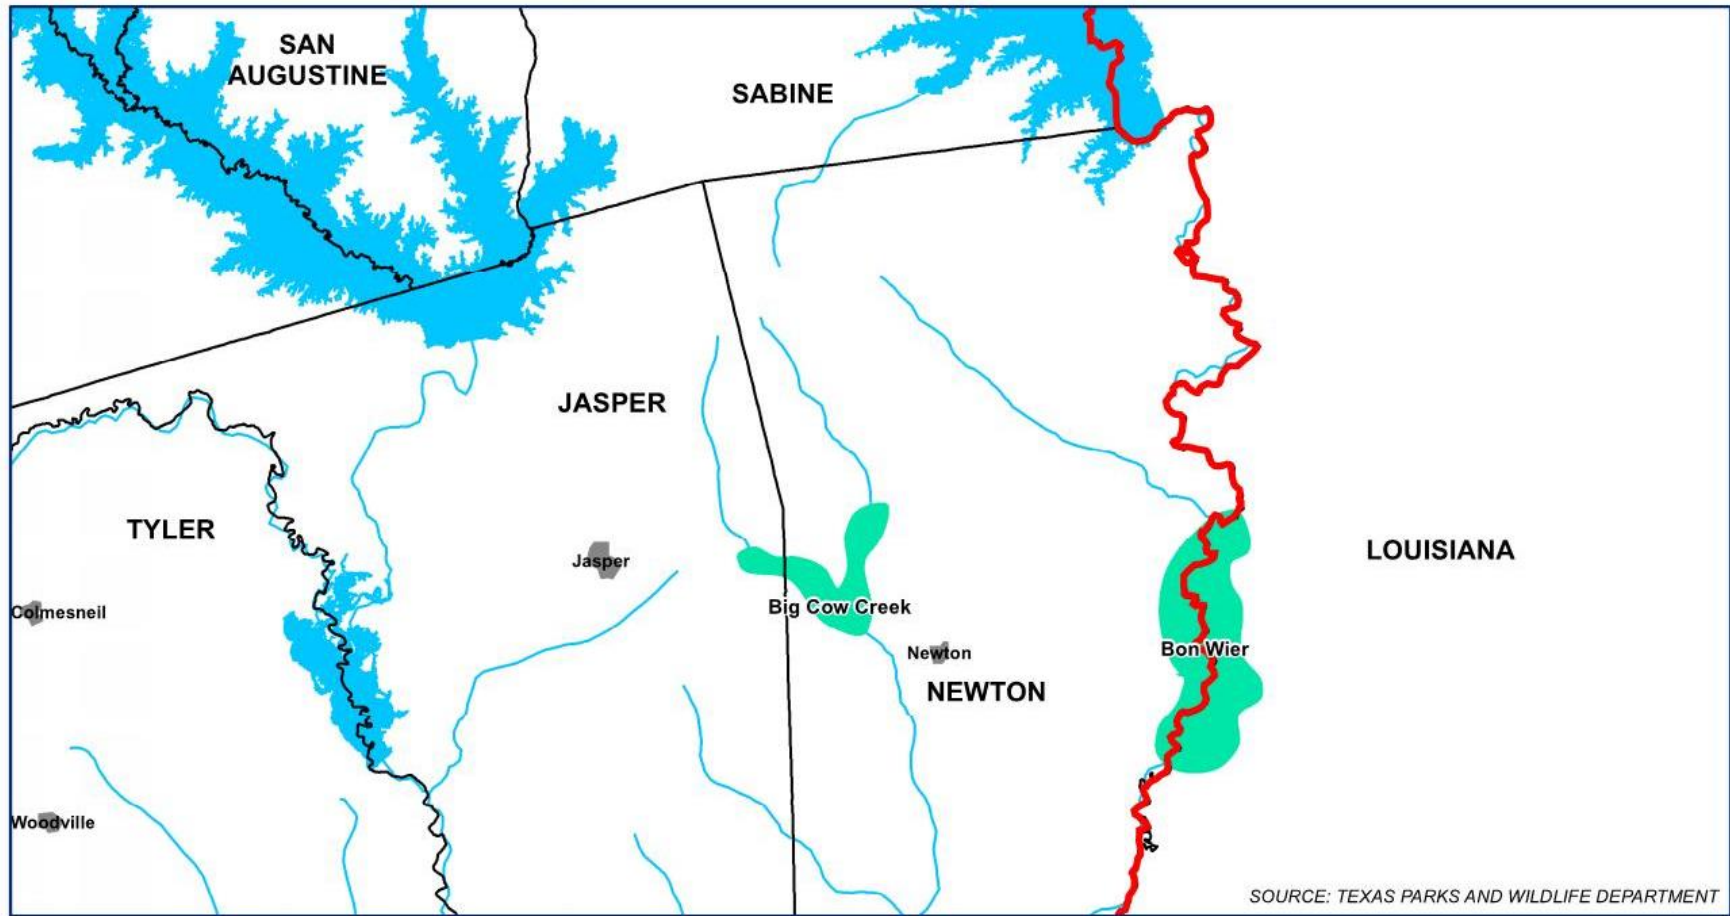 SAN
AUGUSTINE
SABINE
JASPER
TYLER
LOUISIANA
Jasper
Colmesneil
Big Cow Creek
Newton
Bon Wier
NEWTON
Woodville
SOURCE: TEXAS PARKS AND WILDLIFE DEPARTMENT